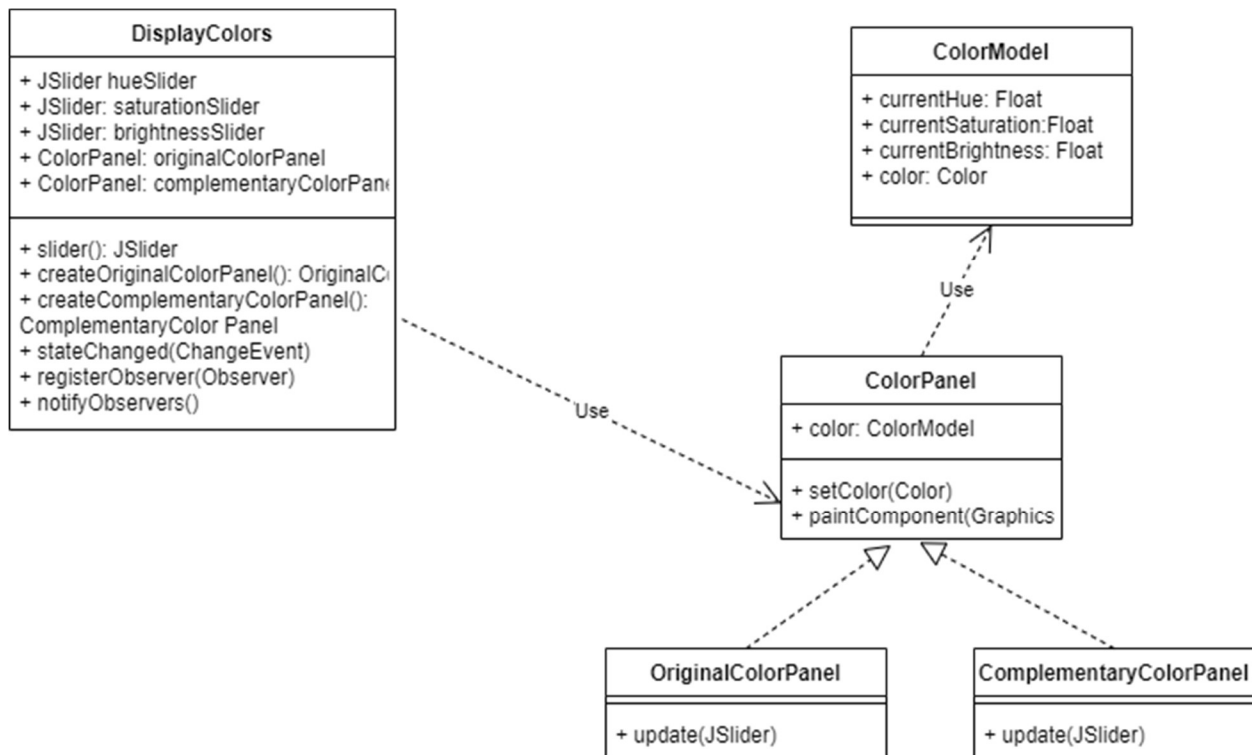 DisplayColors
+ JSlider hueSlider
+ JSlider: saturationSlider
+ JSlider: brightnessSlider
+ ColorPanel: originalColorPanel
+ ColorPanel: complementaryColorPane
+ slider(): JSlider
+ createOriginalColorPanel(): OriginalC
+ createComplementaryColorPanel():
ComplementaryColor Panel
+ stateChanged(ChangeEvent)
+ registerObserver(Observer)
+ notifyObservers()
ColorModel
+ currentHue: Float
+ currentSaturation:Float
+ currentBrightness: Float
+ color: Color
Use
Use
ColorPanel
+ color: ColorModel
+ setColor(Color)
+ paintComponent(Graphics
OriginalColorPanel
+ update(JSlider)
ComplementaryColorPanel
+ update(JSlider)